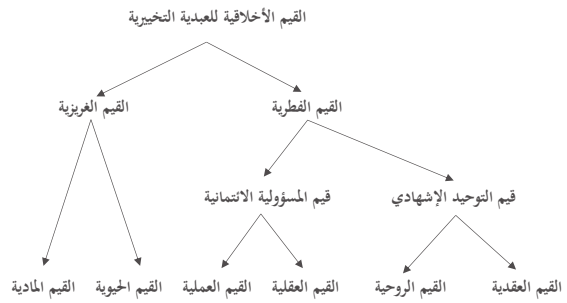 القيم الأخلاقية للعبدية التخييرية
القيم الفطرية
القيم الغريزية
قيم التوحيد الإشهادي
قيم المسؤولية الائتمانية
القيم العقدية
القيم الروحية
القيم العقلية
القيم العملية
القيم الحيوية
القيم المادية